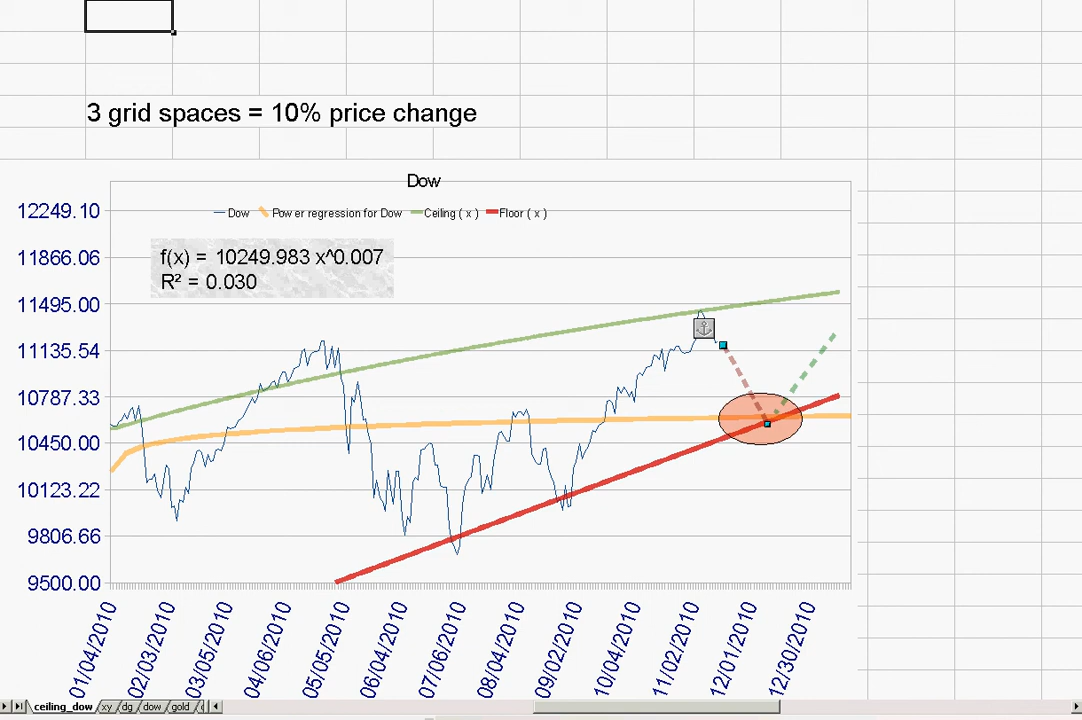 3 grid spaces = 10% price change
Dow
Dow Power regression for Dow Ceiling ( x ) Floor ( x )
12249.10
f(x) = 10249.983 x^0.007
11866.06
R² = 0.030
11495.00
11135.54
10787.33
10450.00
10123.22
9806.66
9500.00
01/04/2010 02/03/2010 03/05/2010 04/06/2010 05/05/2010 06/04/2010 07/06/2010 08/04/2010 09/02/2010 10/04/2010 11/02/2010 12/01/2010 12/30/2010
ceiling_dow xy dg dow gold